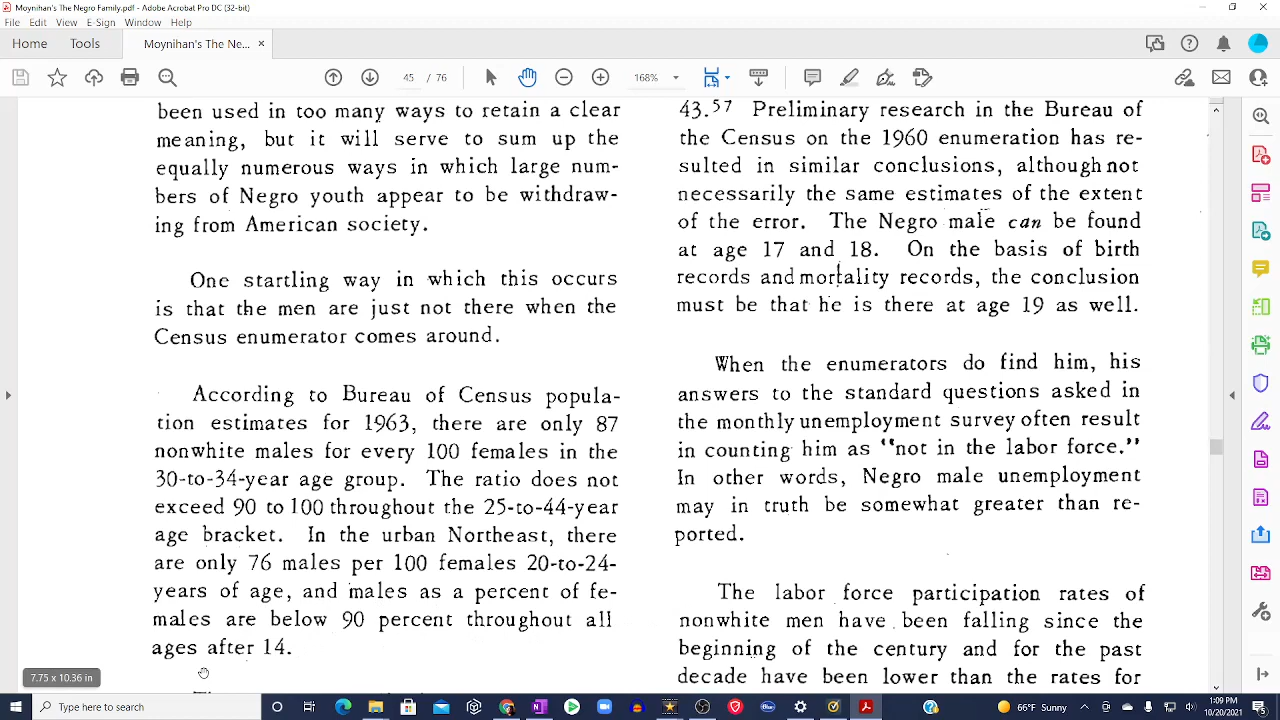 Moynihan's The Negro Family.pdf - Adobe Acrobat Pro DC (32-bit)
File Edit View E-Sign Window Help
Home Tools Moynihan's The Ne... ×
45 / 76 168%
been used in too many ways to retain a clear
meaning, but it will serve to sum up the
equally numerous ways in which large num-
bers of Negro youth appear to be withdraw-
ing from American society.
One startling way in which this occurs
is that the men are just not there when the
Census enumerator comes around.
According to Bureau of Census popula-
tion estimates for 1963, there are only 87
nonwhite males for every 100 females in the
30-to-34-year age group. The ratio does not
exceed 90 to 100 throughout the 25-to-44-year
age bracket. In the urban Northeast, there
are only 76 males per 100 females 20-to-24-
years of age, and males as a percent of fe-
males are below 90 percent throughout all
ages after 14.
43.57 Preliminary research in the Bureau of
the Census on the 1960 enumeration has re-
sulted in similar conclusions, although not
necessarily the same estimates of the extent
of the error. The Negro male can be found
at age 17 and 18. On the basis of birth
records and mortality records, the conclusion
must be that he is there at age 19 as well.
When the enumerators do find him, his
answers to the standard questions asked in
the monthly unemployment survey often result
in counting him as "not in the labor force."
In other words, Negro male unemployment
may in truth be somewhat greater than re-
ported.
The labor force participation rates of
nonwhite men have been falling since the
beginning of the century and for the past
decade have been lower than the rates for
7.75 x 10.36 in
Type here to search
66°F Sunny
1:09 PM
10/20/2021